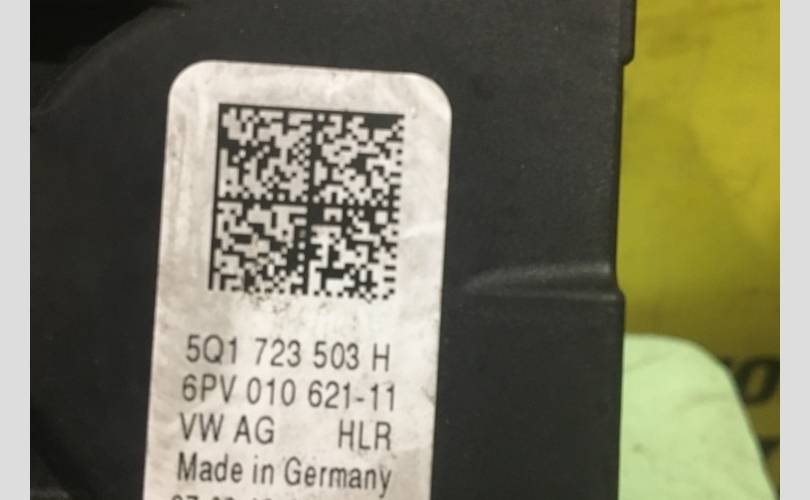 5Q1 723 503 H
6PV 010 621-11
VW AG HLR
Made in Germany